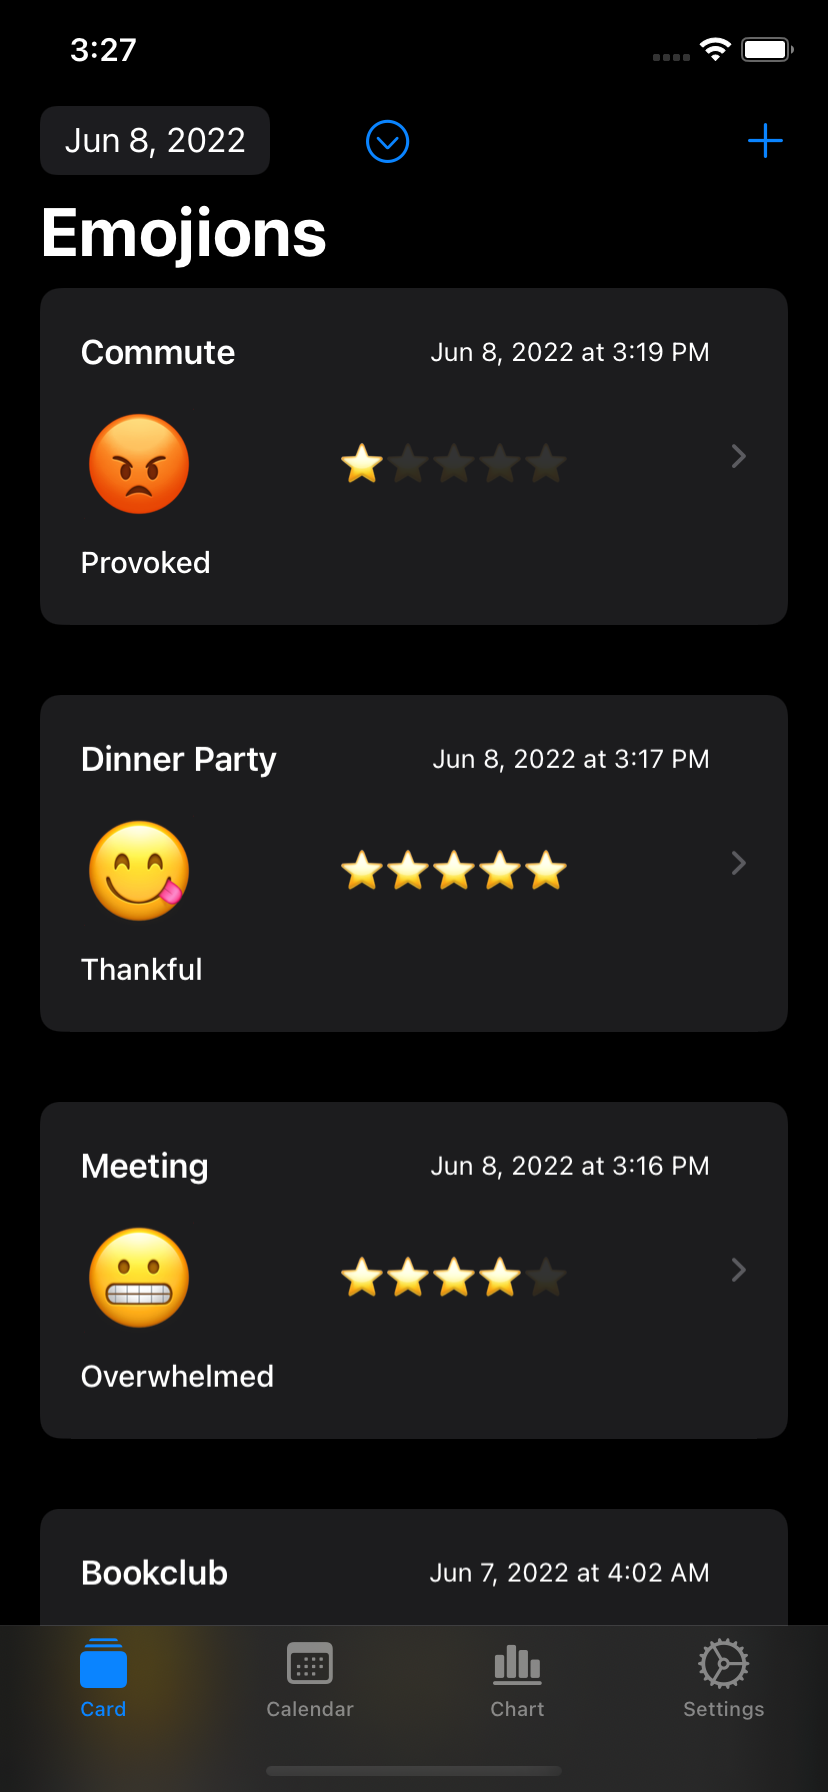 3:27
Jun 8, 2022
Emojions
Commute Jun 8, 2022 at 3:19 PM
Provoked
Dinner Party Jun 8, 2022 at 3:17 PM
Thankful
Meeting Jun 8, 2022 at 3:16 PM
Overwhelmed
Bookclub Jun 7, 2022 at 4:02 AM
Card Calendar Chart Settings